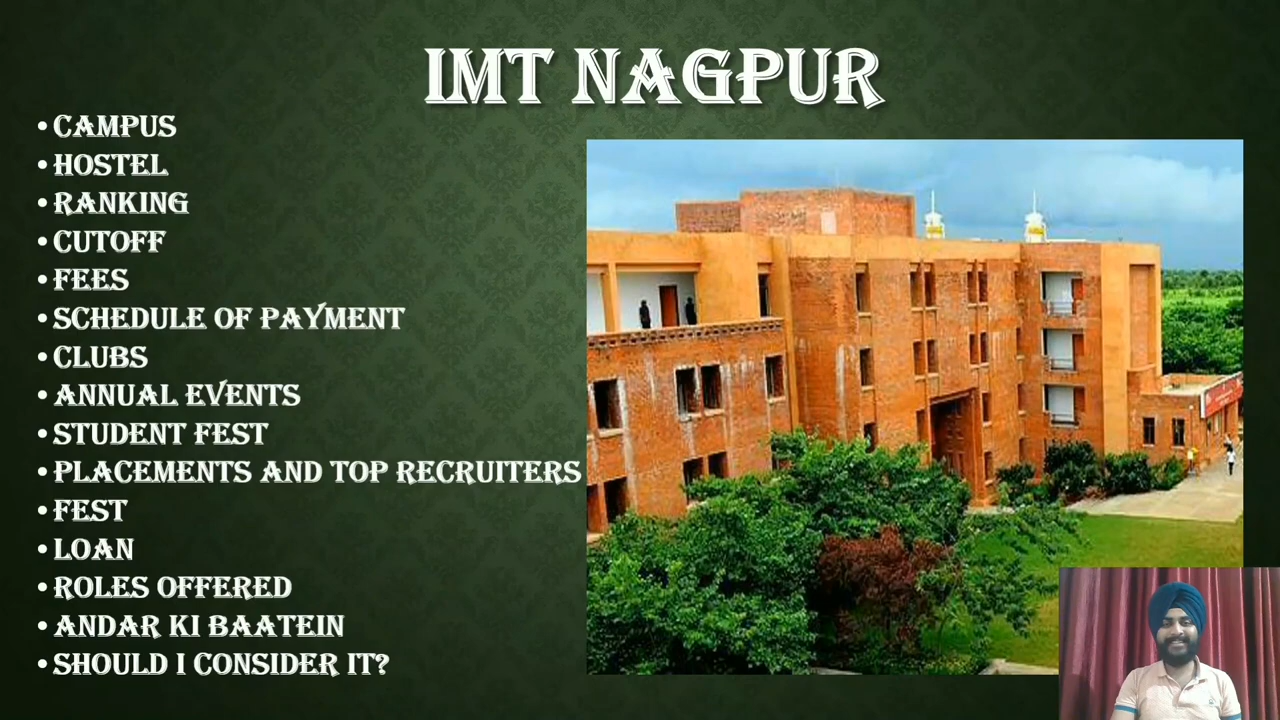 IMT NAGPUR
• CAMPUS
• HOSTEL
• RANKING
• CUTOFF
• FEES
• SCHEDULE OF PAYMENT
• CLUBS
• ANNUAL EVENTS
• STUDENT FEST
• PLACEMENTS AND TOP RECRUITERS
• FEST
• LOAN
• ROLES OFFERED
• ANDAR KI BAATEIN
• SHOULD I CONSIDER IT?